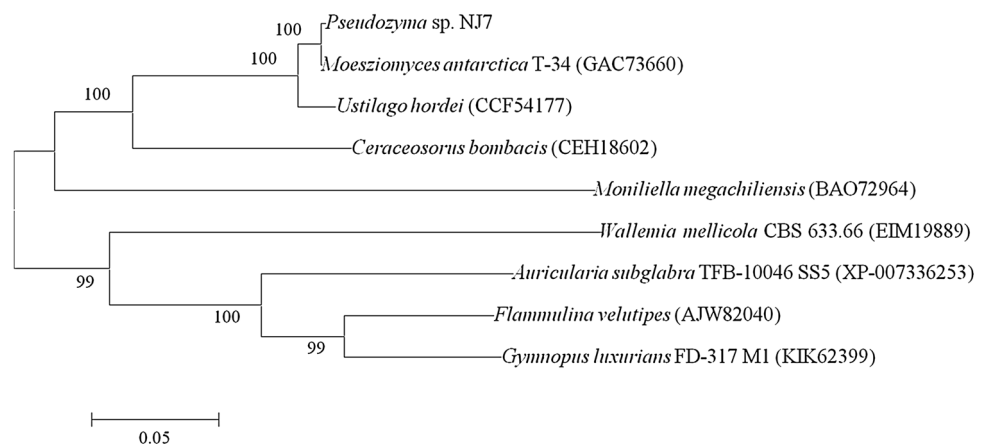 100
Pseudozyma sp. NJ7
100
Moesziomyces antarctica T-34 (GAC73660)
100
Ustilago hordei (CCF54177)
Ceraceosorus bombacis (CEH18602)
Moniliella megachiliensis (BAO72964)
Wallemia mellicola CBS 633.66 (EIM19889)
99
Auricularia subglabra TFB-10046 SS5 (XP-007336253)
100
Flammulina velutipes (AJW82040)
99
Gymnopus luxurians FD-317 M1 (KIK62399)
0.05